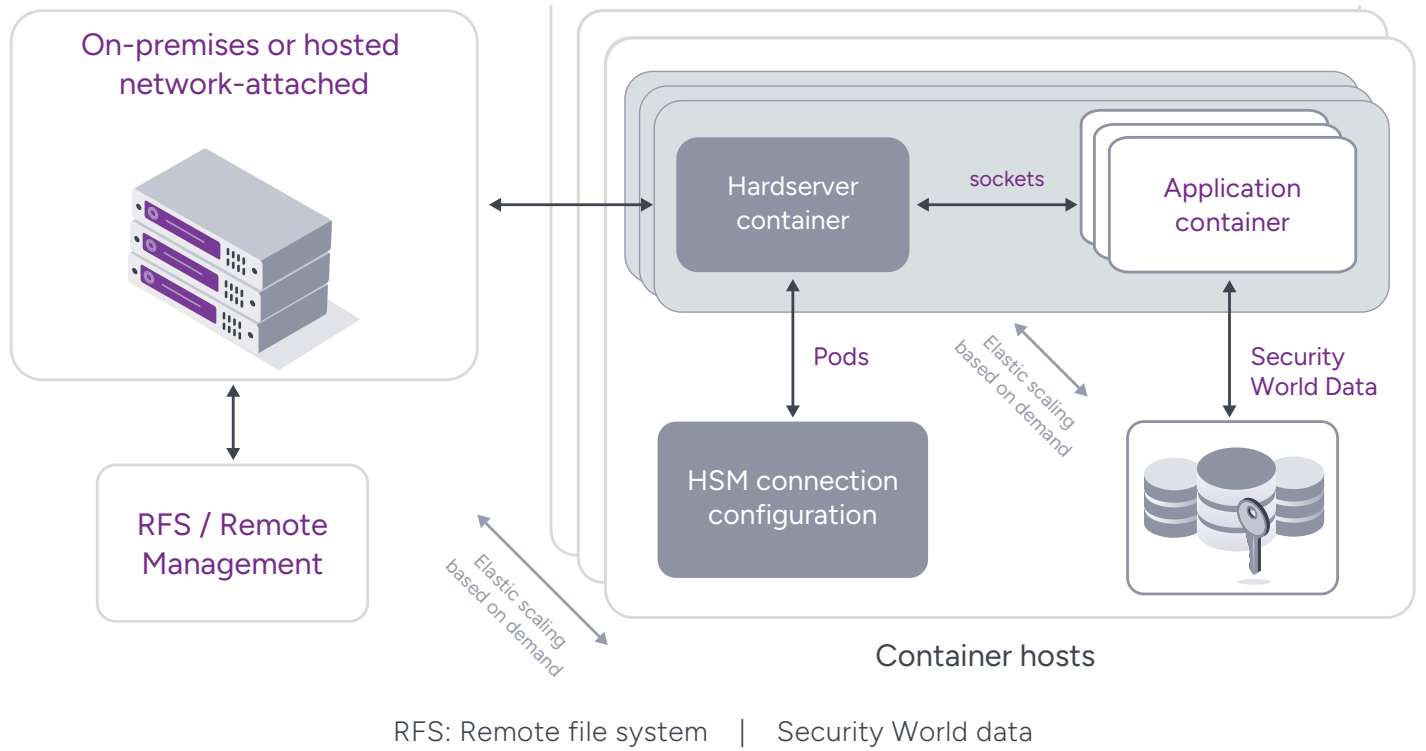 On-premises or hosted
network-attached
Hardserver
container
sockets
Application
container
Pods
Elastic scaling
based on demand
Security
World Data
HSM connection
configuration
RFS / Remote
Management
Elastic scaling
based on demand
Container hosts
RFS: Remote file system | Security World data